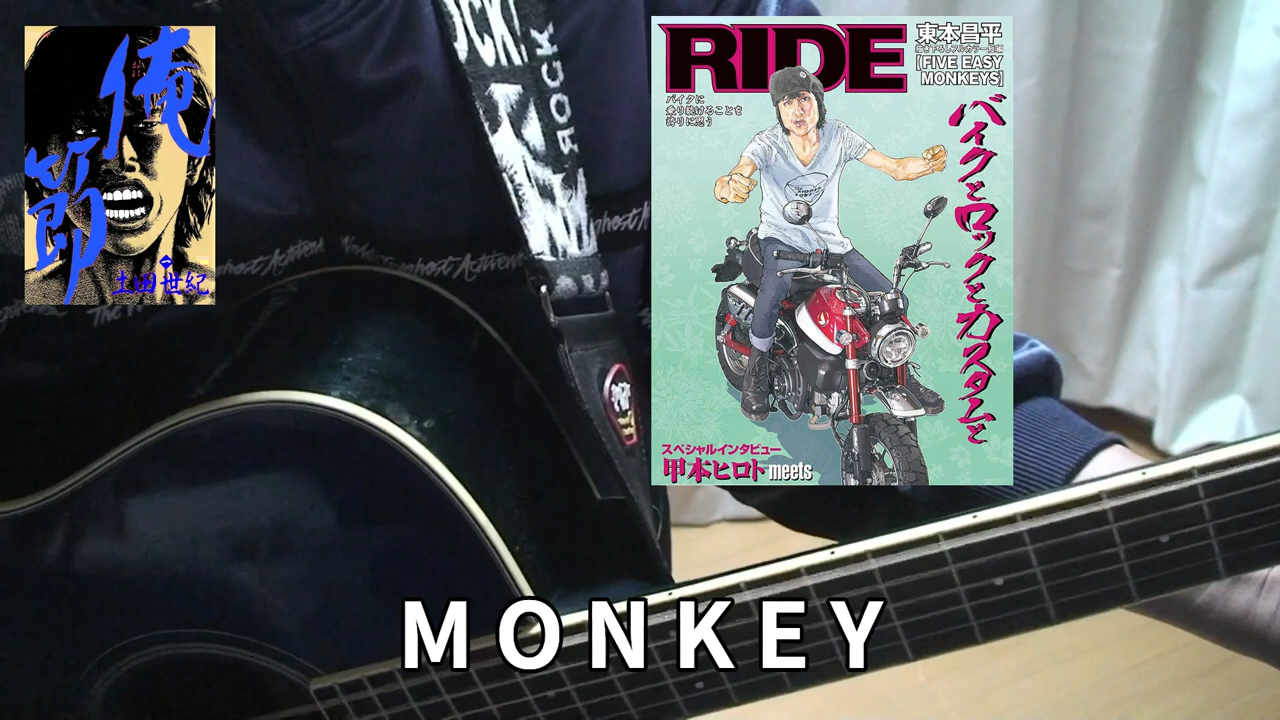 俺節
一
土田世紀
RIDE
東本昌平
描き下ろしフルカラー長編
[FIVE EASY
MONKEYS]
バイクに
乗り続けることを
誇りに思う
バイクとロックとカスタムと
スペシャルインタビュー
甲本ヒロト meets
OCK!
ROCK
MONKEY